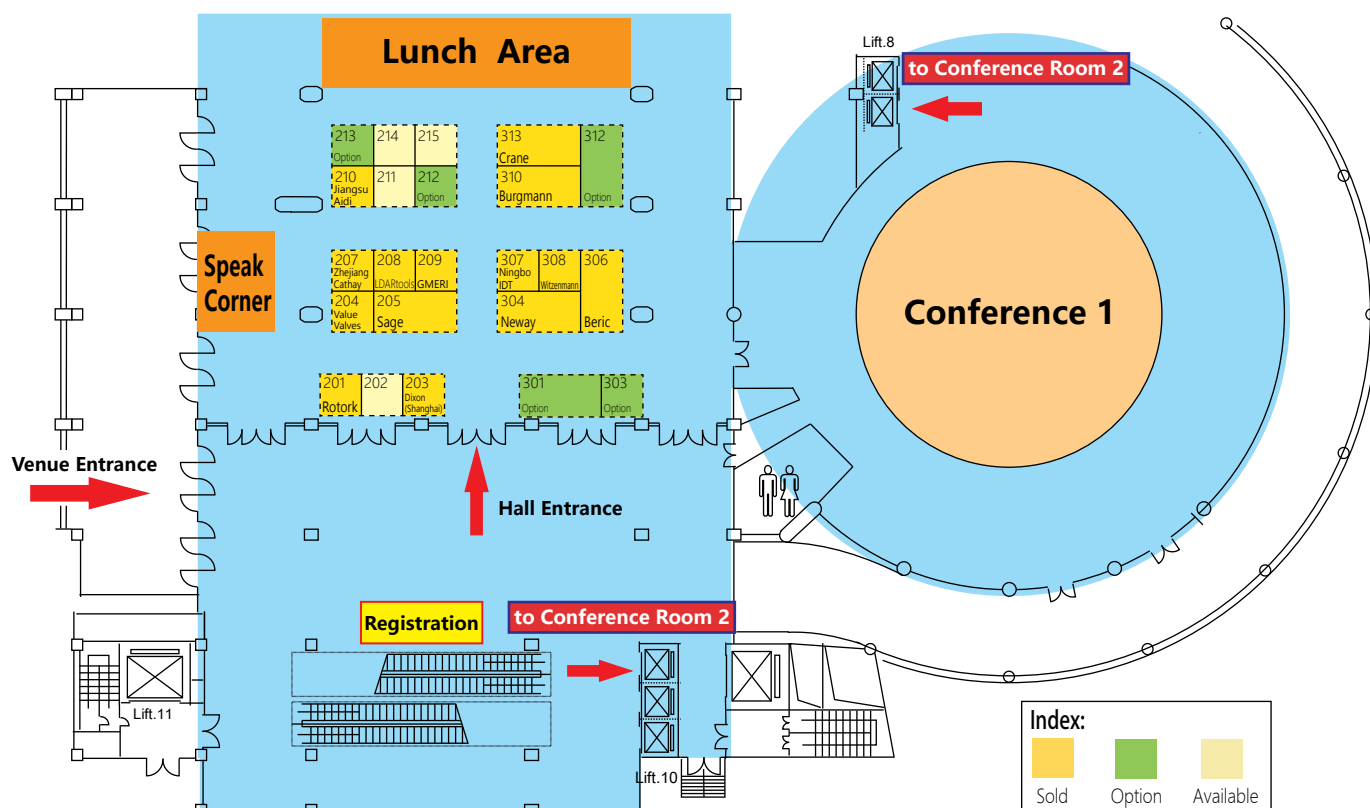 Lunch Area
Lift.8
to Conference Room 2
213
Option
214
215
210
Jiangsu
Aidi
211
212
Option
313
Crane
310
Burgmann
312
Option
Speak
Corner
207
Zhejiang
Cathay
208
LDARtools
209
GMERI
204
Value
Valves
205
Sage
307
Ningbo
IDT
308
Witzenmann
306
Beric
304
Neway
Conference 1
201
Rotork
202
203
Dixon
(Shanghai)
301
Option
303
Option
Venue Entrance
Hall Entrance
Registration
to Conference Room 2
Lift.11
Lift.10
Index:
Sold
Option
Available